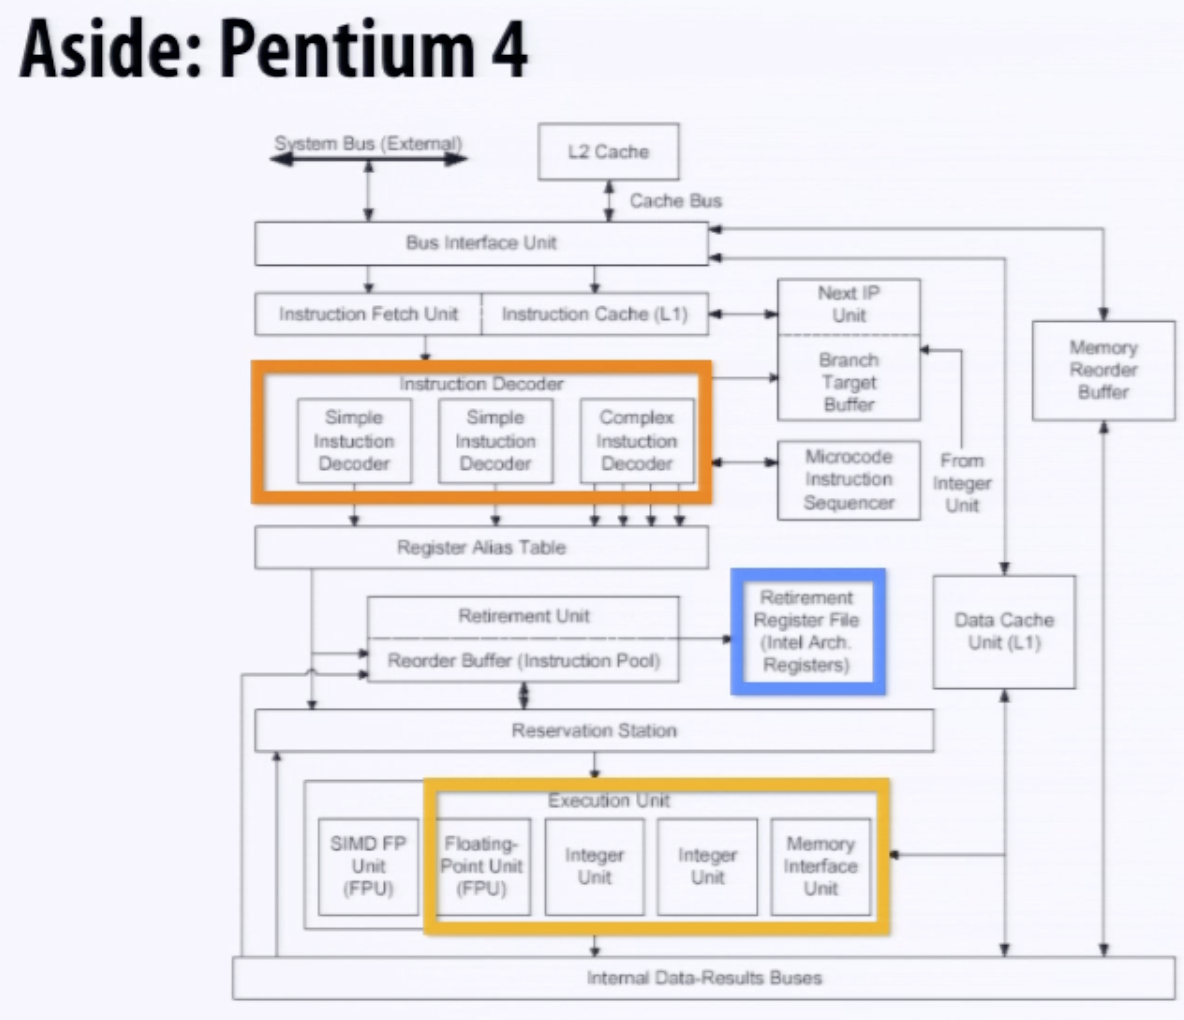 Aside: Pentium 4
System Bus (External)
L2 Cache
Cache Bus
Bus Interface Unit
Instruction Fetch Unit
Instruction Cache (L1)
Next IP
Unit
Branch
Target
Buffer
Memory
Reorder
Buffer
Instruction Decoder
Simple
Instuction
Decoder
Simple
Instuction
Decoder
Complex
Instuction
Decoder
Microcode
Instruction
Sequencer
From
Integer
Unit
Register Alias Table
Retirement Unit
Reorder Buffer (Instruction Pool)
Retirement
Register File
(Intel Arch.
Registers)
Data Cache
Unit (L1)
Reservation Station
Execution Unit
SIMD FP
Unit
(FPU)
Floating-
Point Unit
(FPU)
Integer
Unit
Integer
Unit
Memory
Interface
Unit
Internal Data-Results Buses